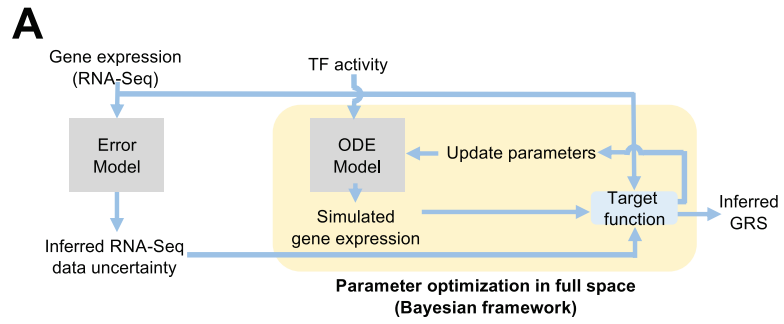 A
Gene expression
(RNA-Seq)
TF activity
Error
Model
ODE
Model
Update parameters
Target
function
Inferred
GRS
Simulated
gene expression
Inferred RNA-Seq
data uncertainty
Parameter optimization in full space
(Bayesian framework)